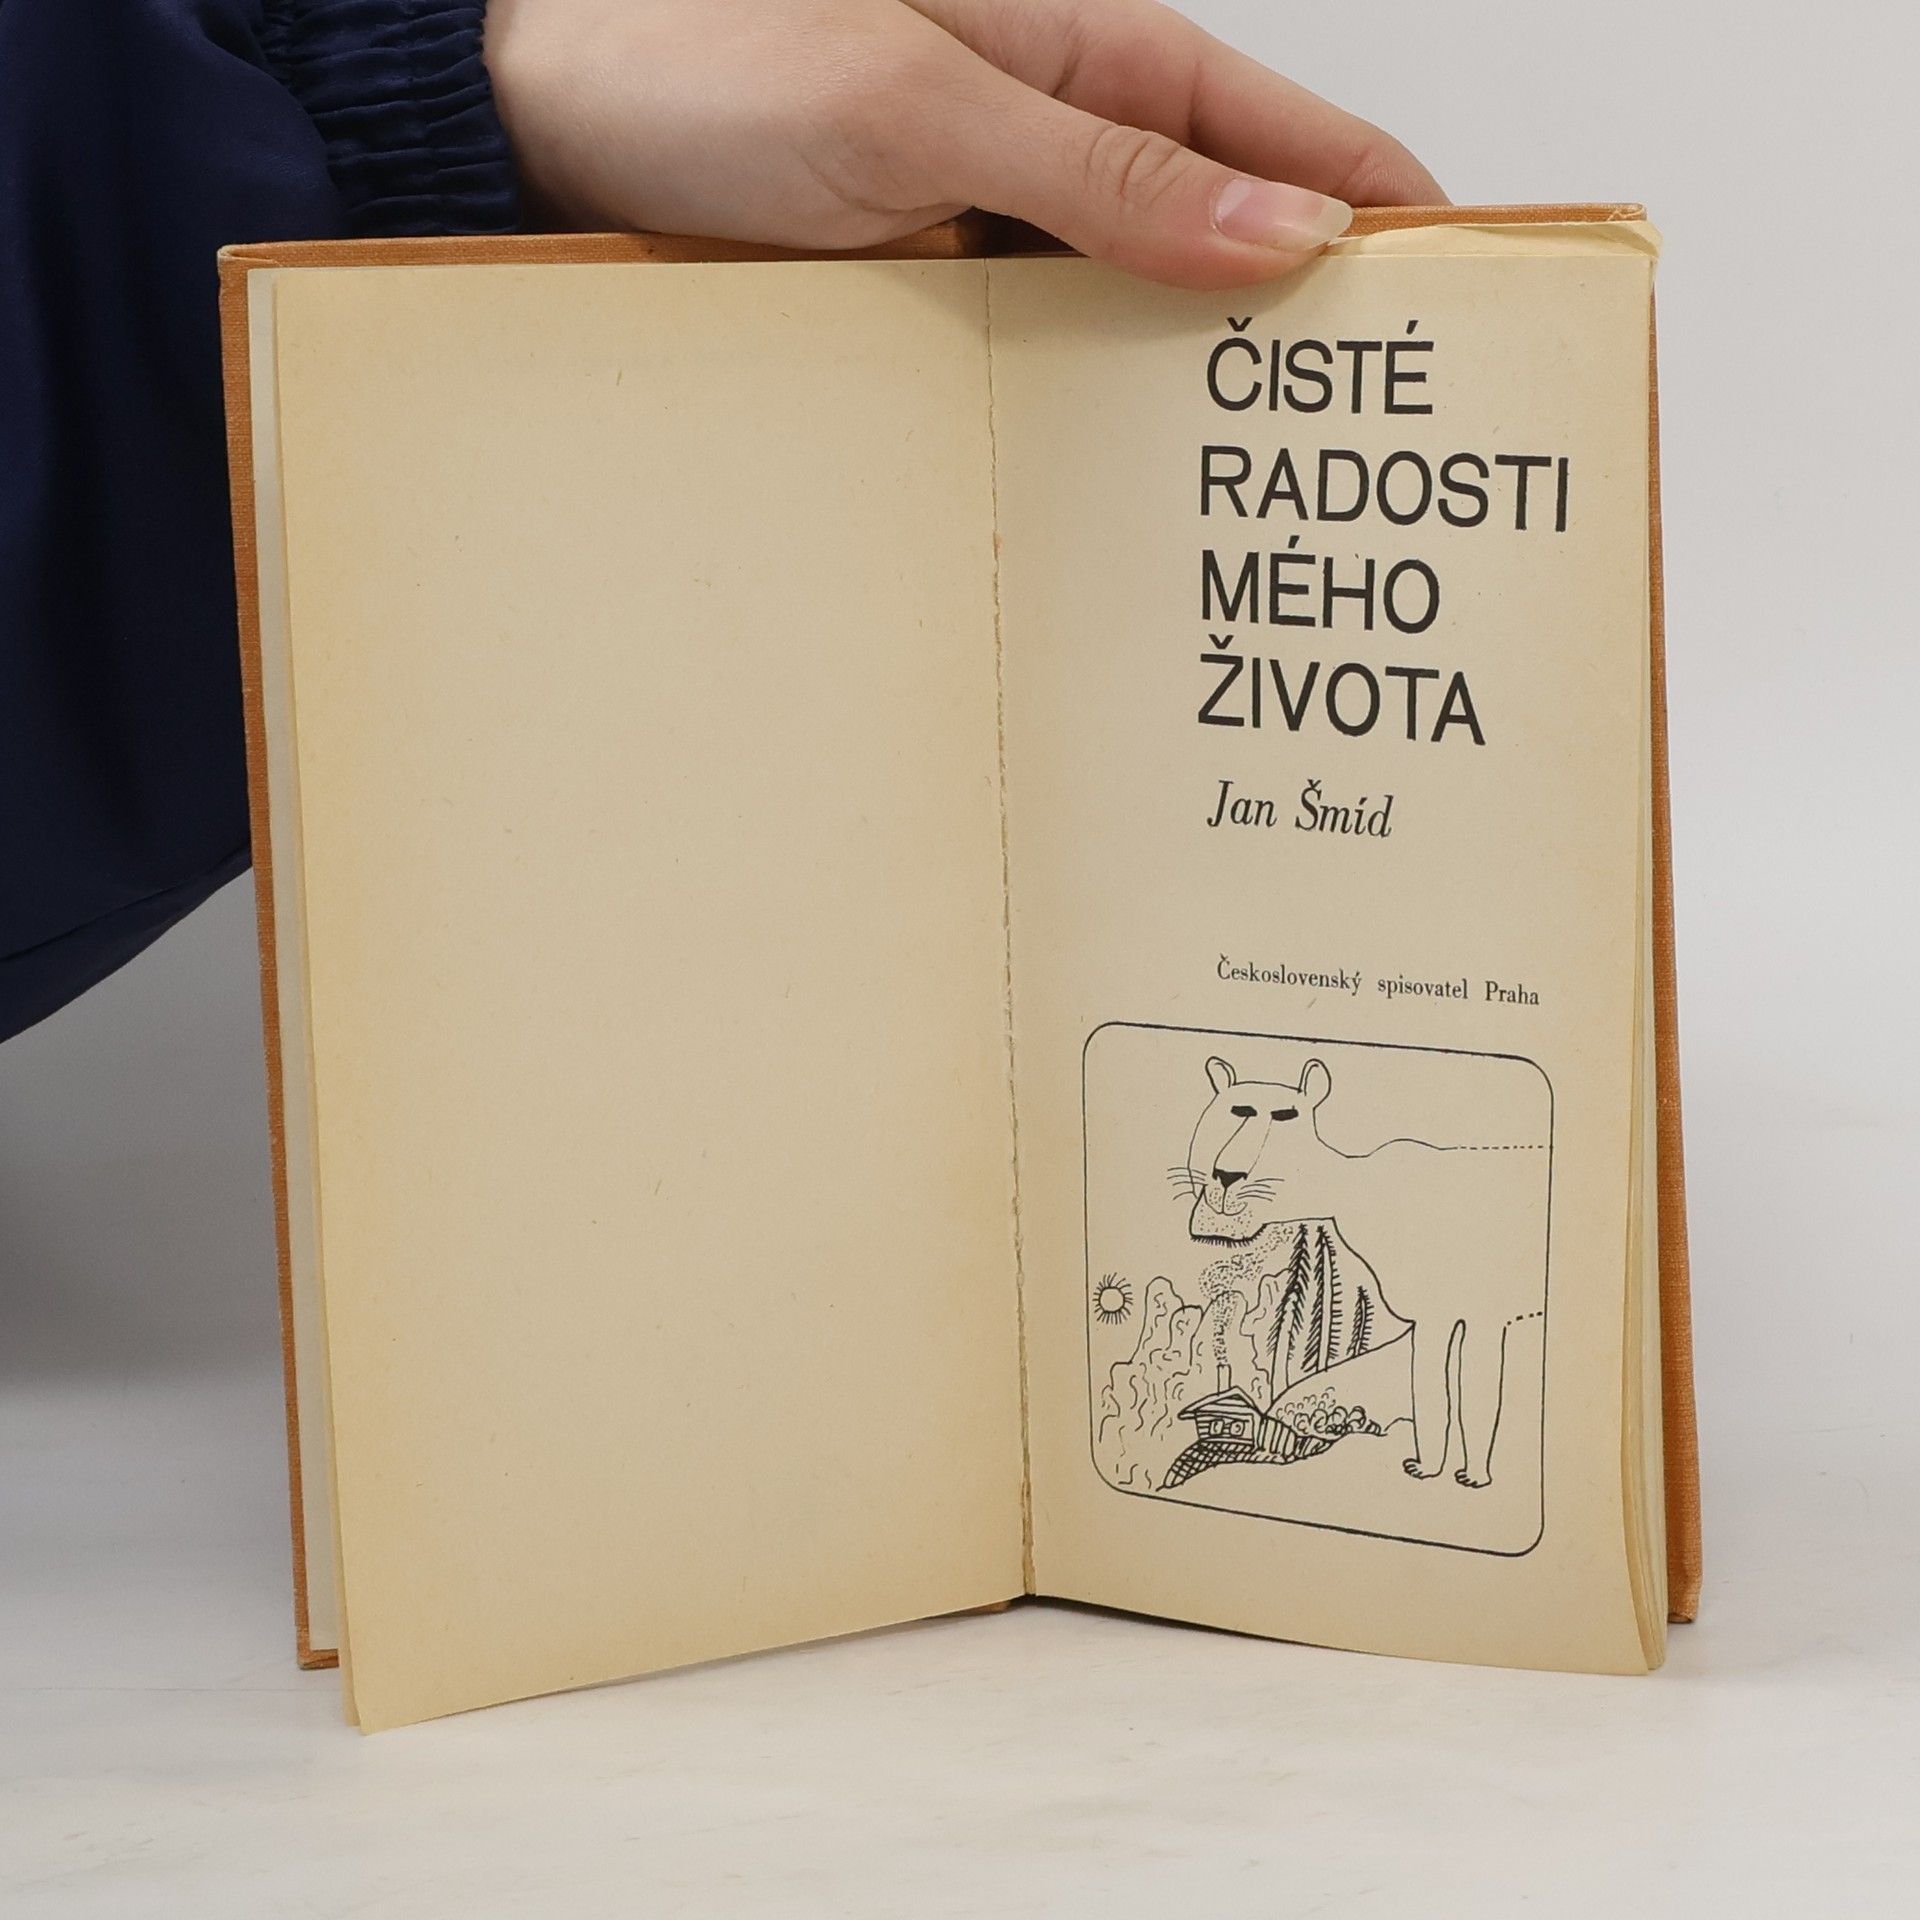 ČISTÉ
RADOSTI
MÉHO
ŽIVOTA
Jan Šmíd
Československý spisovatel Praha